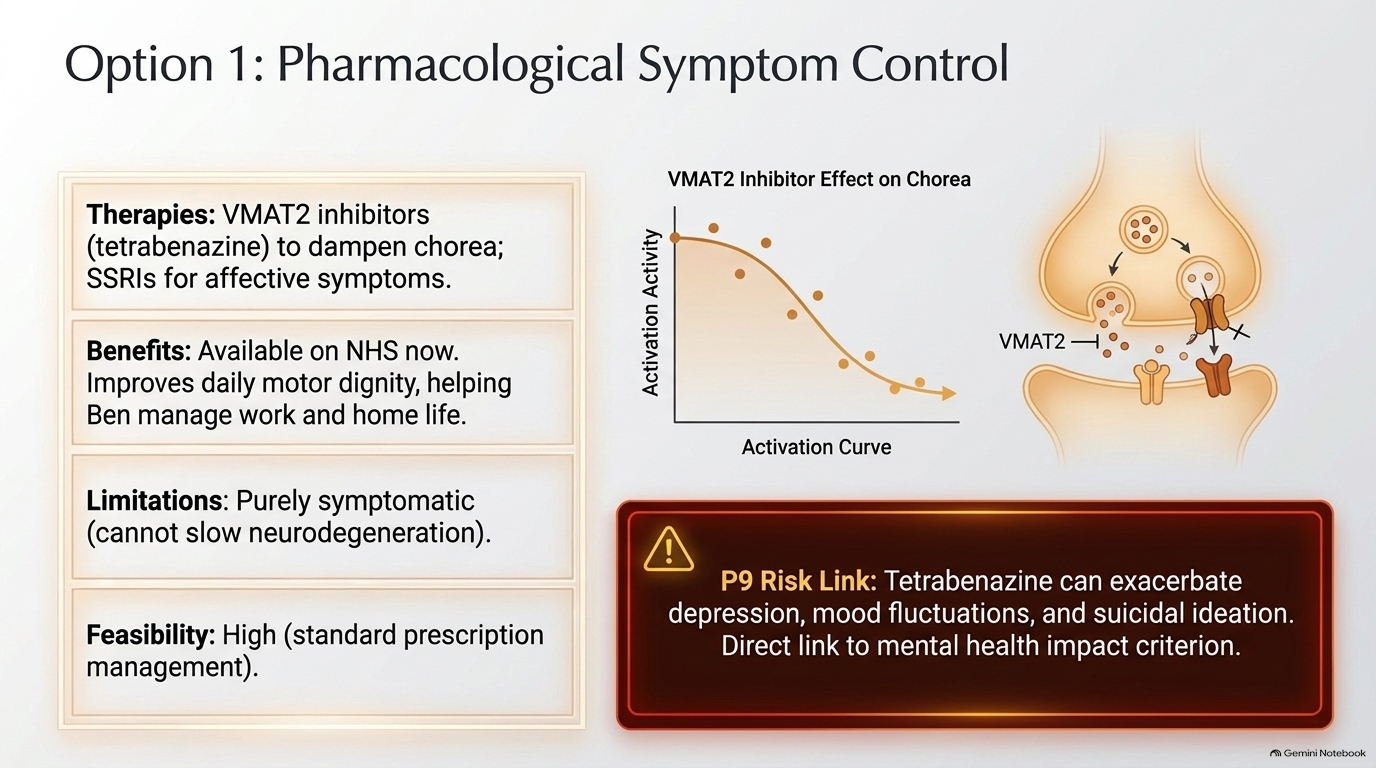 Option 1: Pharmacological Symptom Control
Therapies: VMAT2 inhibitors
(tetrabenazine) to dampen chorea;
SSRIs for affective symptoms.
Benefits: Available on NHS now.
Improves daily motor dignity, helping
Ben manage work and home life.
Limitations: Purely symptomatic
(cannot slow neurodegeneration).
Feasibility: High (standard prescription
management).
VMAT2 Inhibitor Effect on Chorea
Activation Activity
Activation Curve
VMAT2
P9 Risk Link: Tetrabenazine can exacerbate
depression, mood fluctuations, and suicidal ideation.
Direct link to mental health impact criterion.
Gemini Notebook